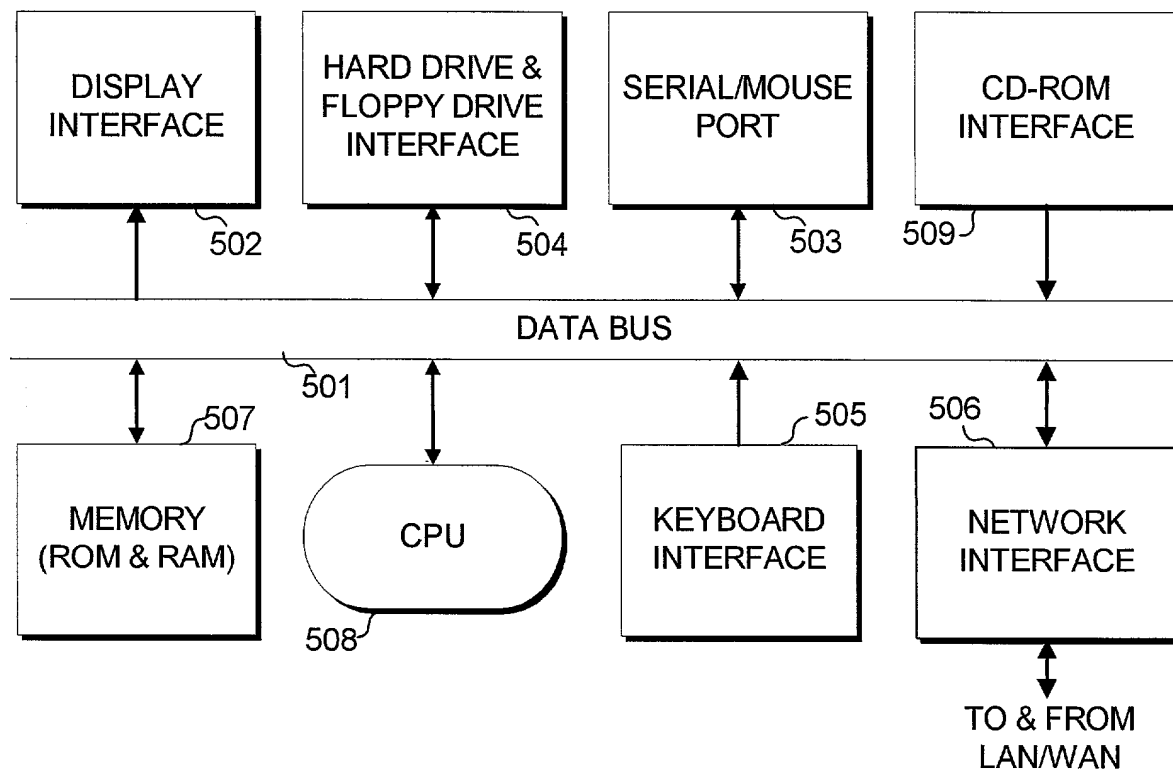 DISPLAY
INTERFACE
502
HARD DRIVE &
FLOPPY DRIVE
INTERFACE
504
SERIAL/MOUSE
PORT
503
CD-ROM
INTERFACE
509
DATA BUS
501
507
MEMORY
(ROM & RAM)
CPU
508
505
KEYBOARD
INTERFACE
506
NETWORK
INTERFACE
TO & FROM
LAN/WAN